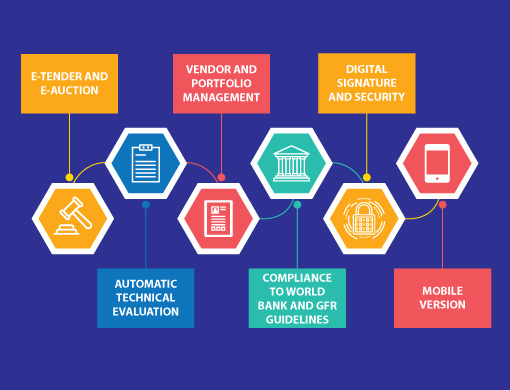 E-TENDER AND
E-AUCTION
VENDOR AND
PORTFOLIO
MANAGEMENT
DIGITAL
SIGNATURE
AND SECURITY
AUTOMATIC
TECHNICAL
EVALUATION
COMPLIANCE
TO WORLD
BANK AND GFR
GUIDELINES
MOBILE
VERSION